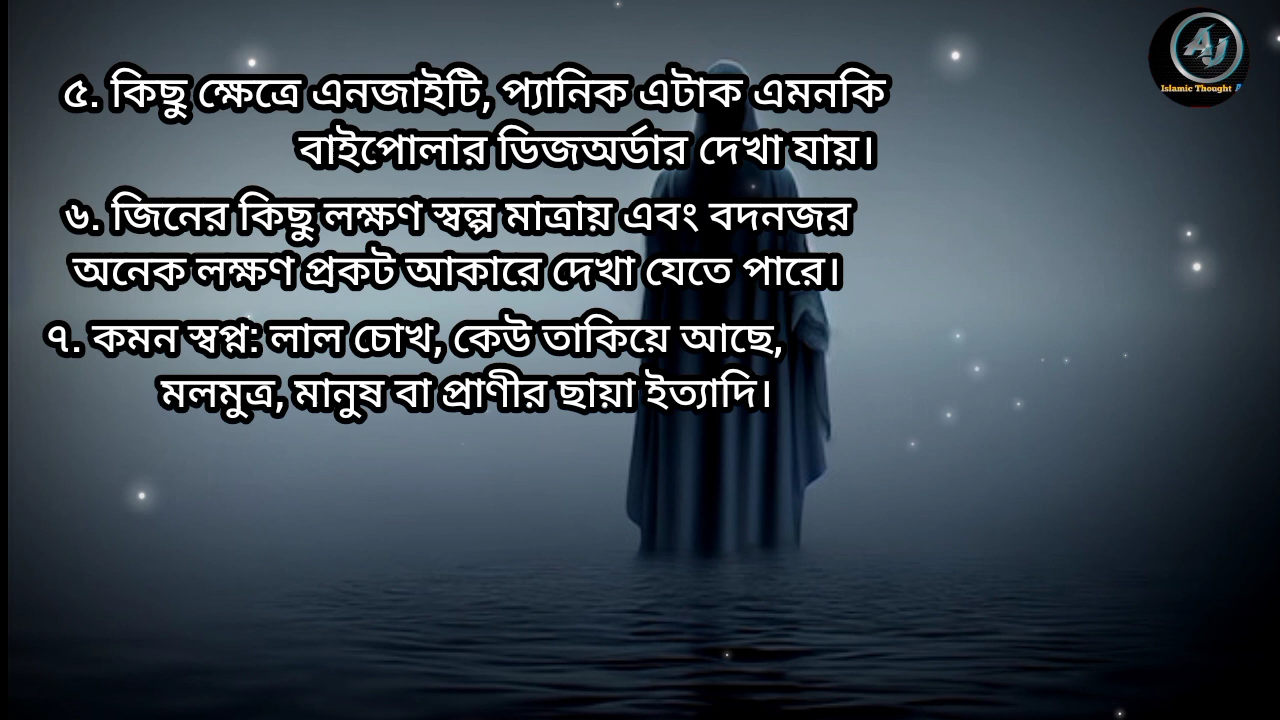 ৫. কিছু ক্ষেত্রে এনজাইটি, প্যানিক এটাক এমনকি
বাইপোলার ডিজঅর্ডার দেখা যায়।
৬. জিনের কিছু লক্ষণ স্বল্প মাত্রায় এবং বদনজর
অনেক লক্ষণ প্রকট আকারে দেখা যেতে পারে।
৭. কমন স্বপ্ন: লাল চোখ, কেউ তাকিয়ে আছে,
মলমুত্র, মানুষ বা প্রাণীর ছায়া ইত্যাদি।
AJ
Islamic Thought